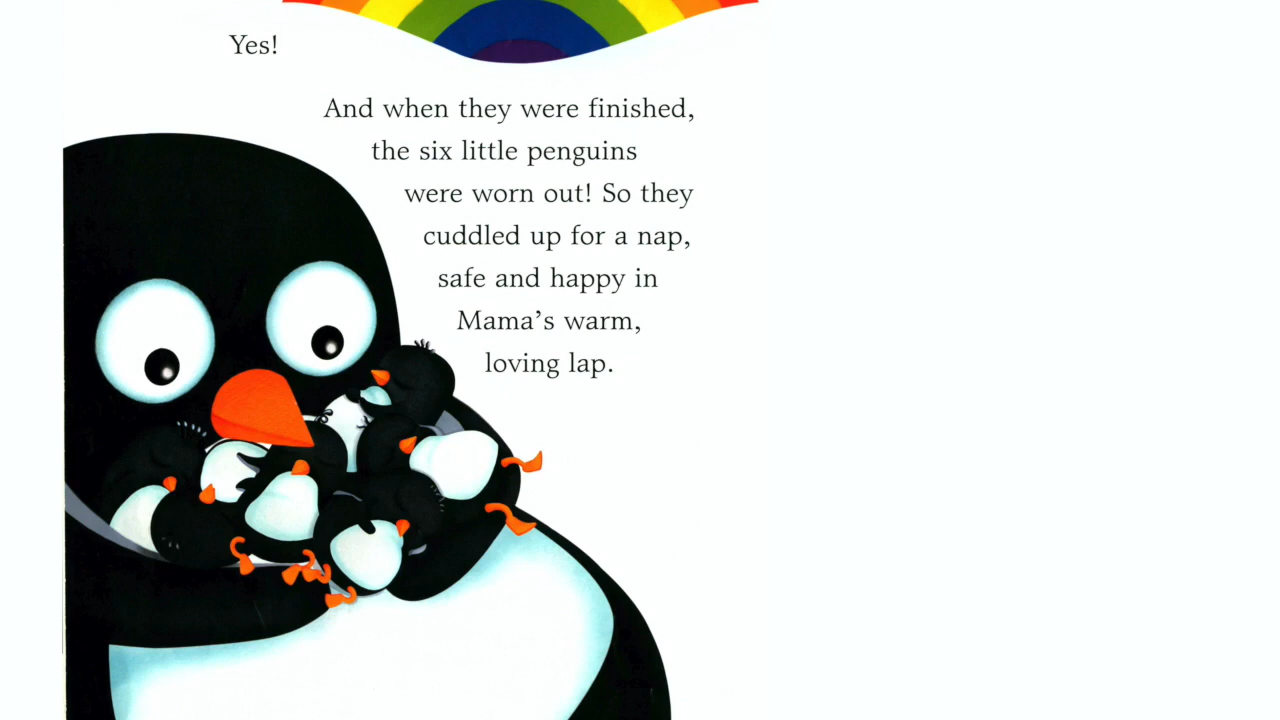 Yes!
And when they were finished,
the six little penguins
were worn out! So they
cuddled up for a nap,
safe and happy in
Mama’s warm,
loving lap.